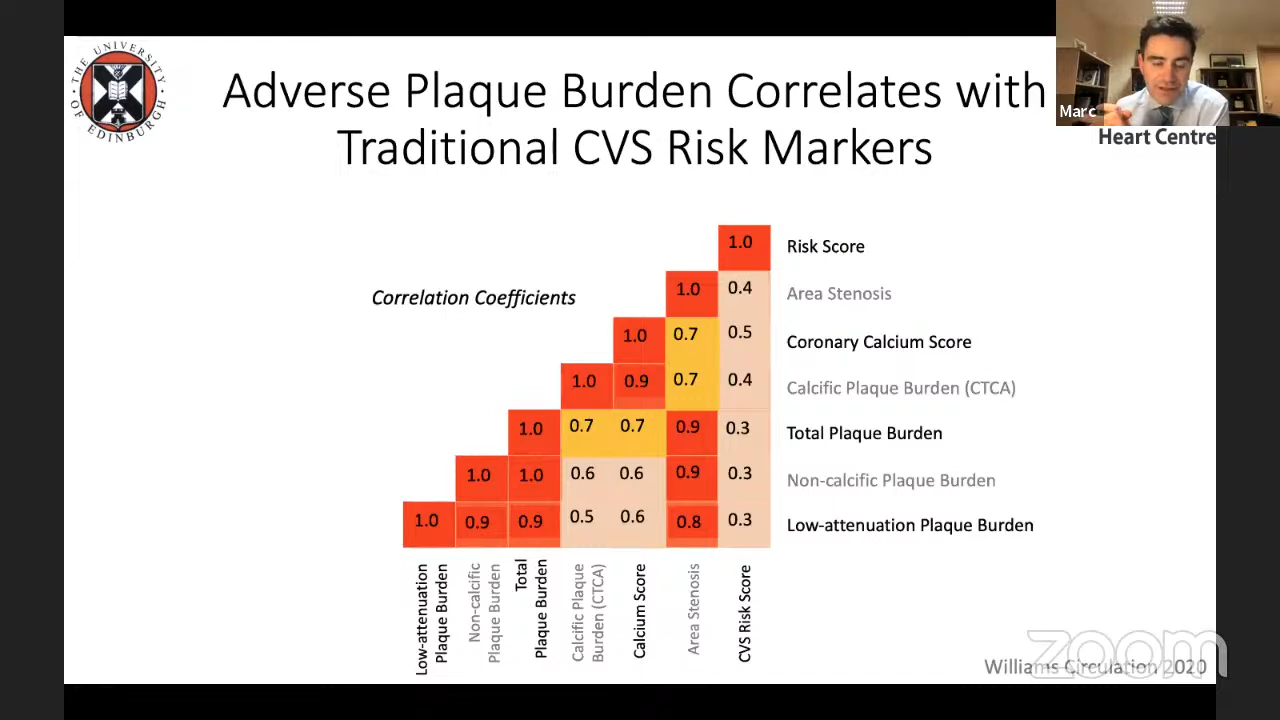 THE UNIVERSITY OF EDINBURGH
Adverse Plaque Burden Correlates with
Traditional CVS Risk Markers
Marc
Heart Centre
Correlation Coefficients
1.0 Risk Score
1.0 0.4 Area Stenosis
1.0 0.7 0.5 Coronary Calcium Score
1.0 0.9 0.7 0.4 Calcific Plaque Burden (CTCA)
1.0 0.7 0.7 0.9 0.3 Total Plaque Burden
1.0 1.0 0.6 0.6 0.9 0.3 Non-calcific Plaque Burden
1.0 0.9 0.9 0.5 0.6 0.8 0.3 Low-attenuation Plaque Burden
Low-attenuation
Plaque Burden
Non-calcific
Plaque Burden
Total
Plaque Burden
Calcific Plaque
Burden (CTCA)
Calcium Score
Area Stenosis
CVS Risk Score
zoom
Williams Circulation 2020